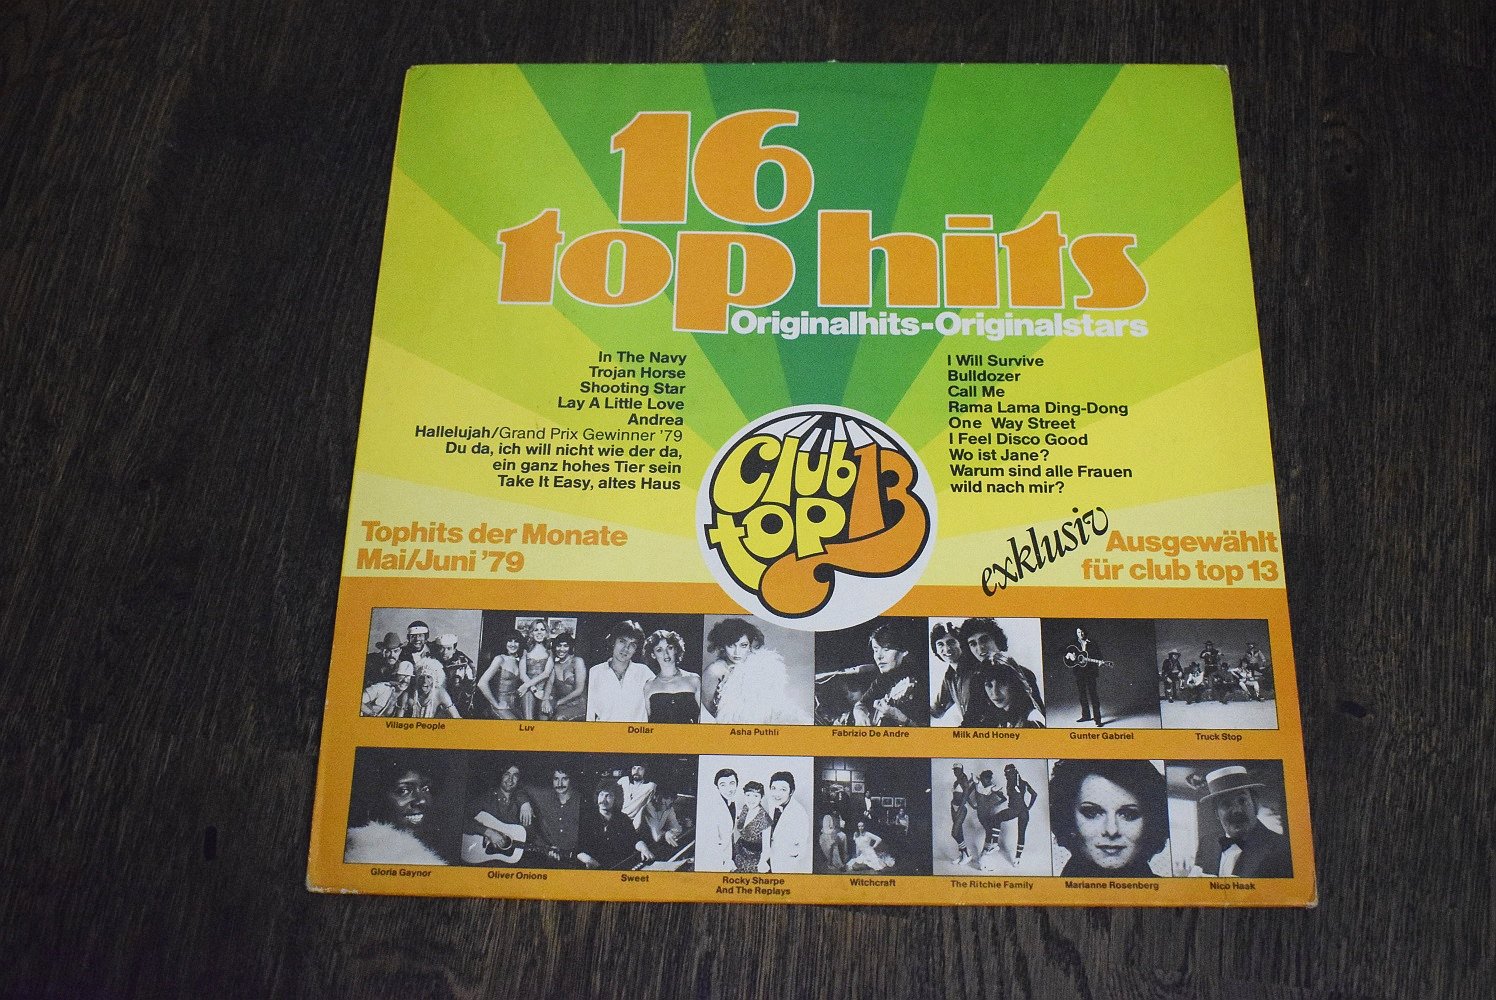 16
top hits
Originalhits-Originalstars
In The Navy
Trojan Horse
Shooting Star
Lay A Little Love
Andrea
Hallelujah/Grand Prix Gewinner '79
Du da, ich will nicht wie der da,
ein ganz hohes Tier sein
Take It Easy, altes Haus
I Will Survive
Bulldozer
Call Me
Rama Lama Ding-Dong
One Way Street
I Feel Disco Good
Wo ist Jane?
Warum sind alle Frauen
wild nach mir?
Club
top 13
Tophits der Monate
Mai/Juni '79
exklusiv
Ausgewählt
für club top 13
Village People
Luv
Dollar
Asha Puthli
Fabrizio De Andre
Milk And Honey
Gunter Gabriel
Truck Stop
Gloria Gaynor
Oliver Onions
Sweet
Rocky Sharpe
And The Replays
Witchcraft
The Ritchie Family
Marianne Rosenberg
Nico Haak